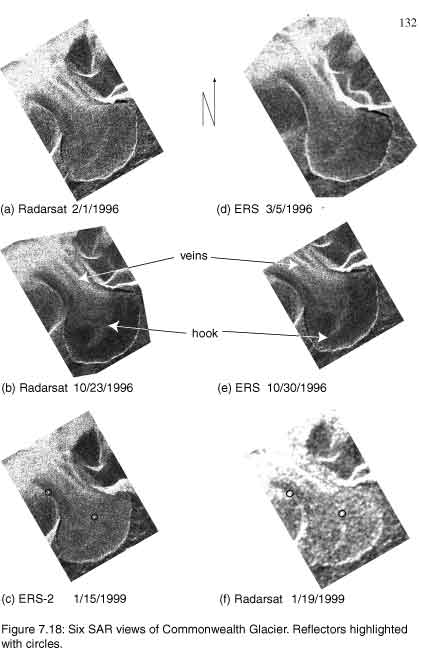 132
N
(a) Radarsat 2/1/1996
(d) ERS 3/5/1996
veins
hook
(b) Radarsat 10/23/1996
(e) ERS 10/30/1996
(c) ERS-2 1/15/1999
(f) Radarsat 1/19/1999
Figure 7.18: Six SAR views of Commonwealth Glacier. Reflectors highlighted
with circles.